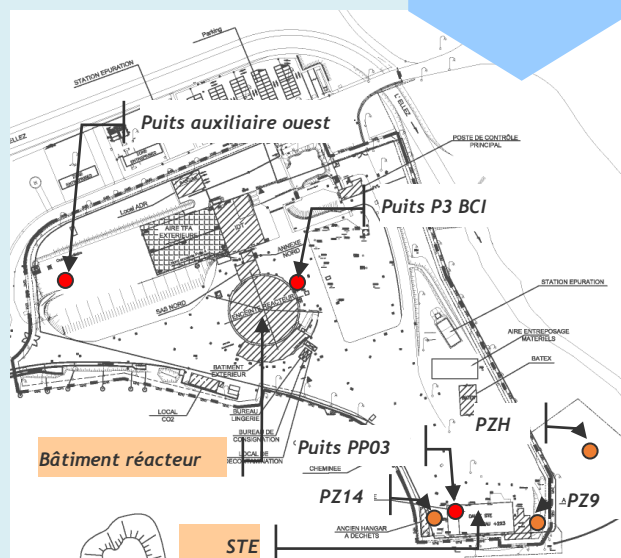 Parking
STATION EPURATION
L' ELLEZ
Puits auxiliaire ouest
POSTE DE CONTRÔLE
PRINCIPAL
Local ADR
Puits P3 BCI
IDT
AIRE TFA
EXTERIEURE
ANNEXE
NORD
STATION EPURATION
SAS NORD
ENCEINTE REACTEUR
AIRE ENTREPOSAGE
MATERIELS
BATIMENT
EXTERIEUR
BATEX
LOCAL
CO2
BUREAU
LINGERIE
BUREAU DE
CONSIGNATION
PZH
Puits PP03
Bâtiment réacteur
LOCAL DE
DECONTAMINATION
CHEMINEE
PZ14
PZ9
ANCIEN HANGAR
A DECHETS
STE